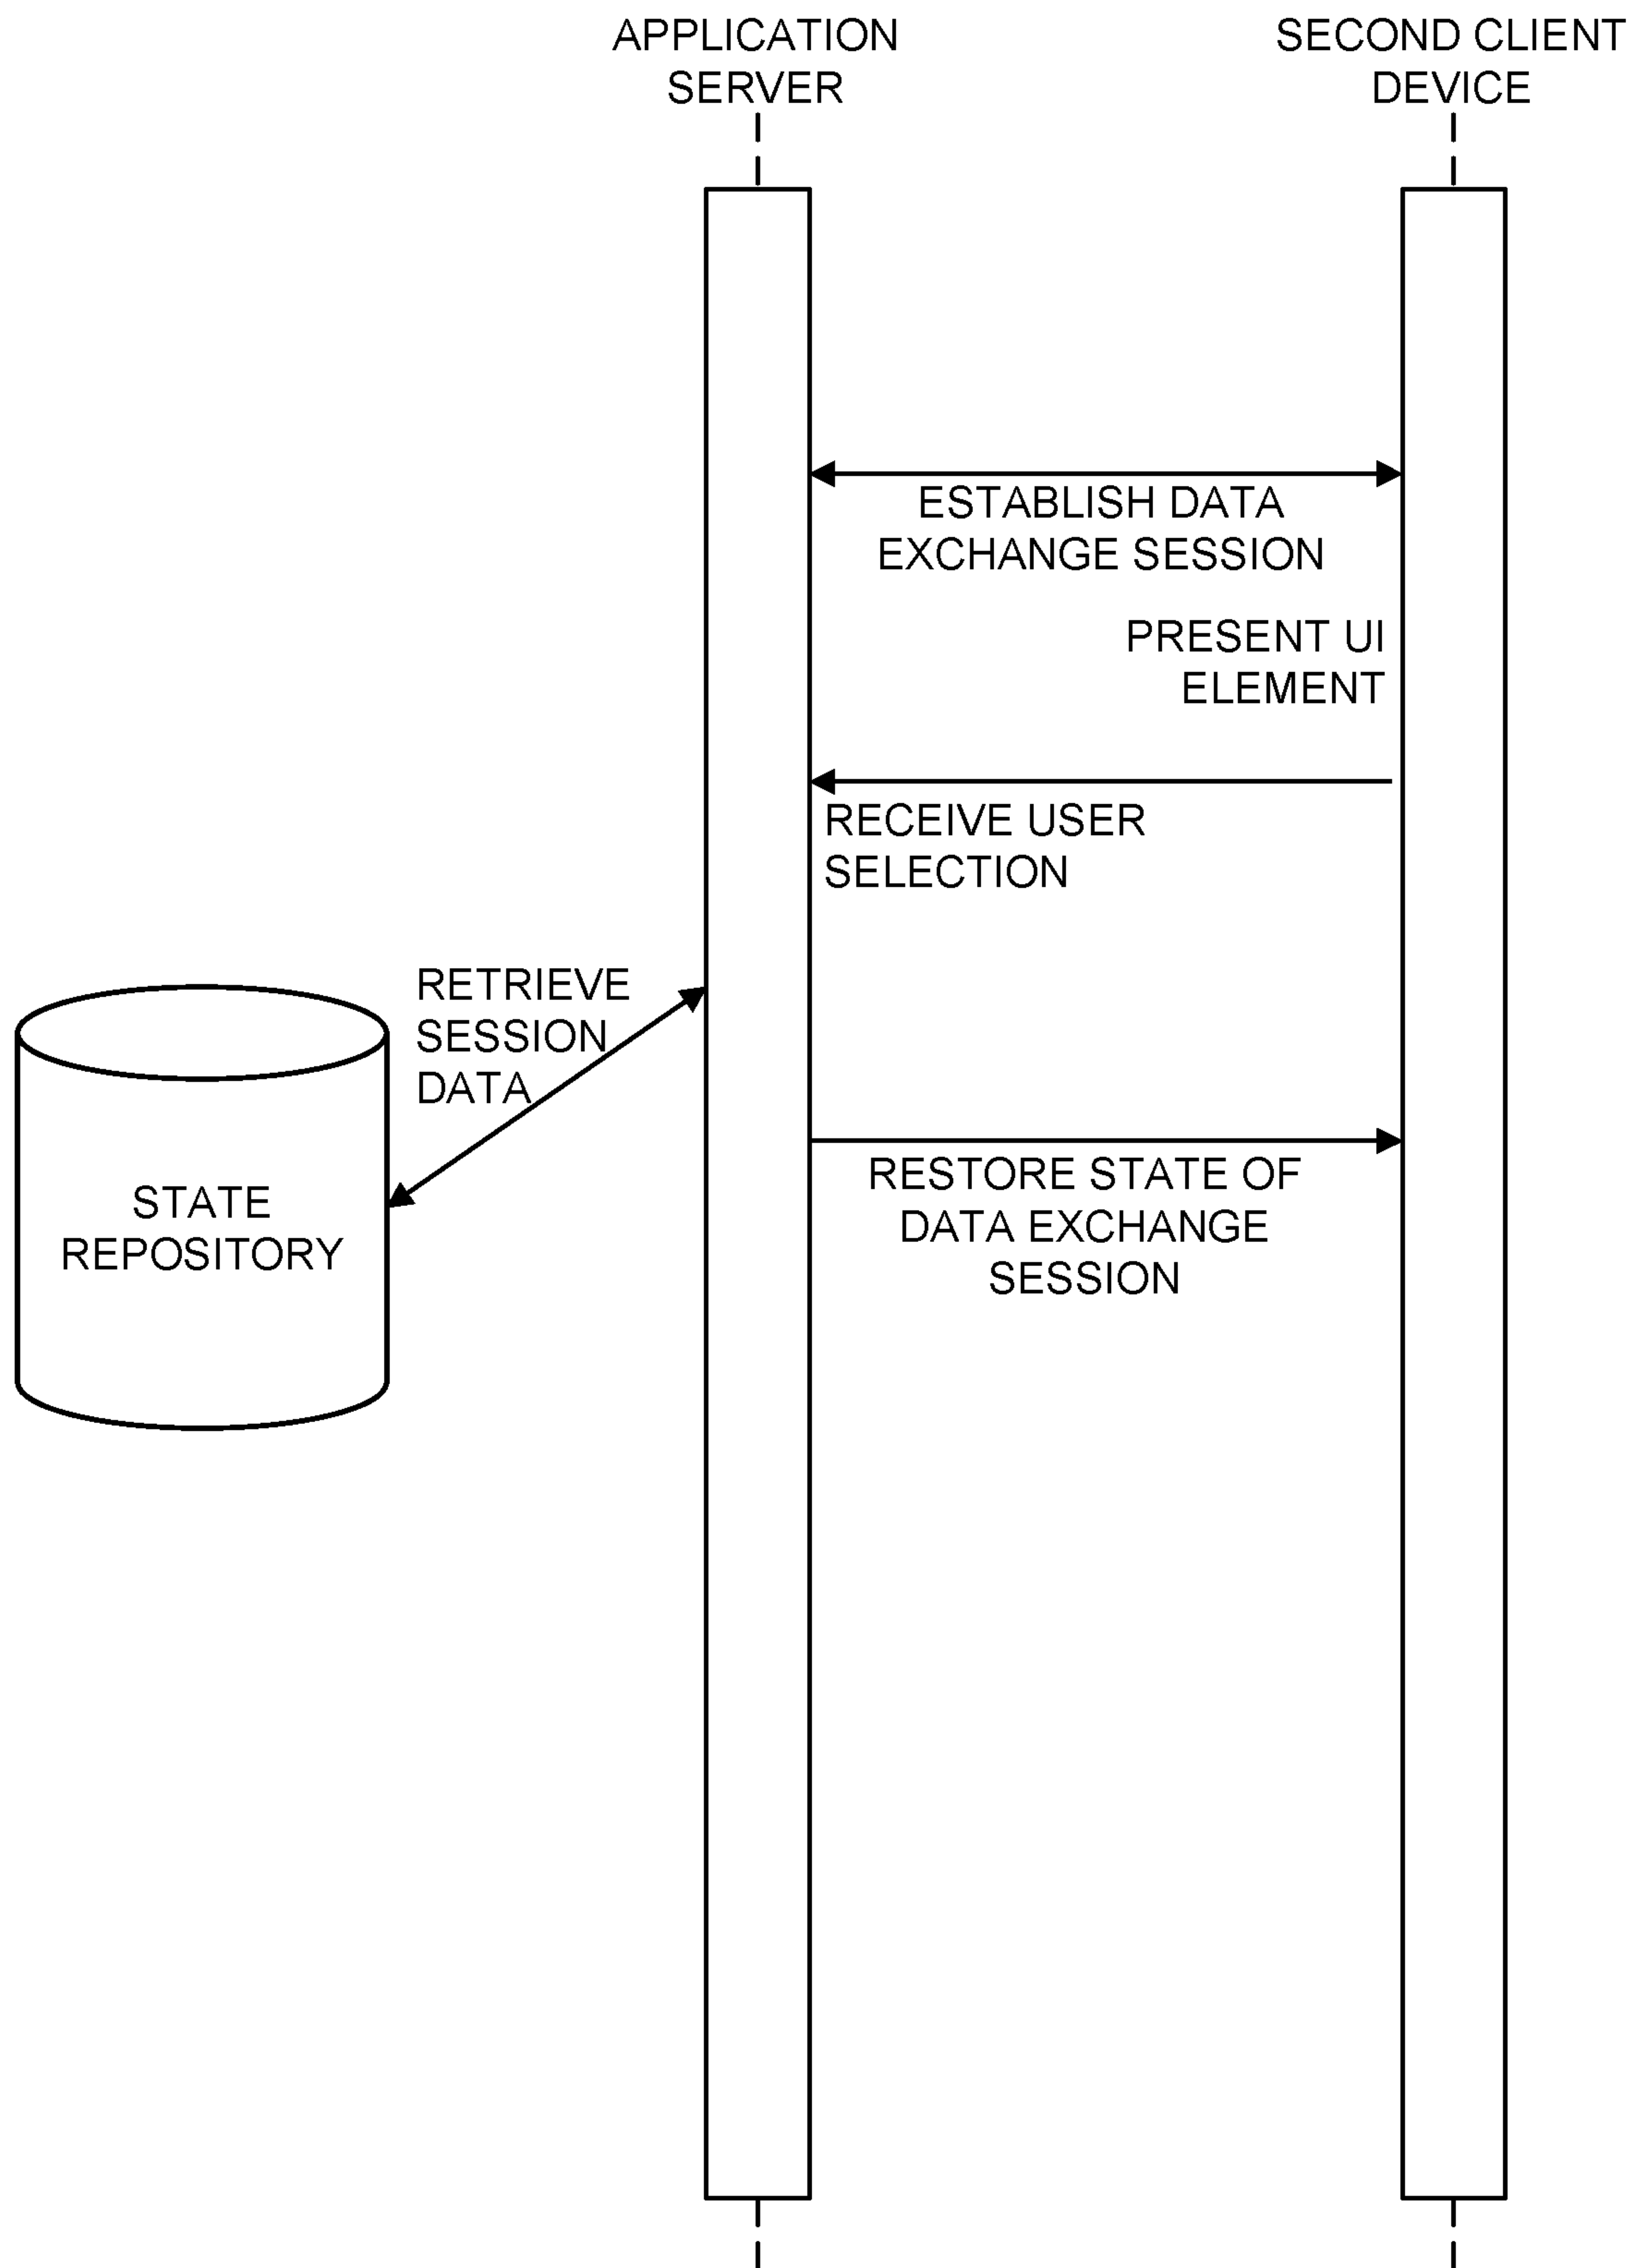 APPLICATION
SERVER
SECOND CLIENT
DEVICE
ESTABLISH DATA
EXCHANGE SESSION
PRESENT UI
ELEMENT
RECEIVE USER
SELECTION
RETRIEVE
SESSION
DATA
STATE
REPOSITORY
RESTORE STATE OF
DATA EXCHANGE
SESSION